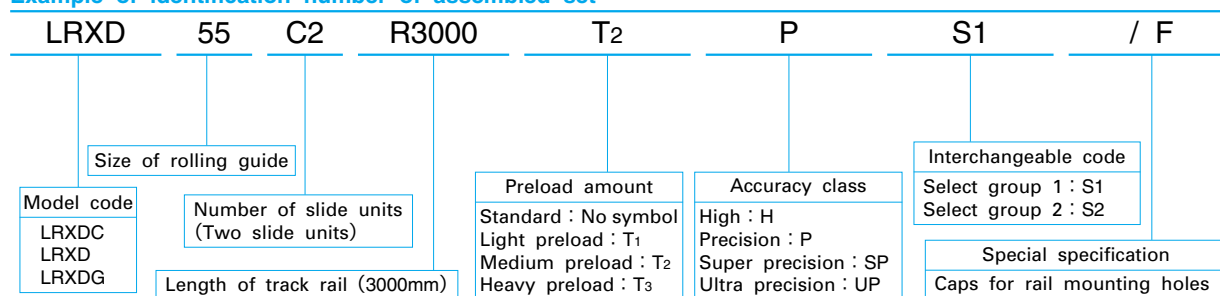 Example of identification number of assembled set
LRXD 55 C2 R3000 T2 P S1 / F
Size of rolling guide
Model code
LRXDC
LRXD
LRXDG
Number of slide units
(Two slide units)
Length of track rail (3000mm)
Preload amount
Standard : No symbol
Light preload : T1
Medium preload : T2
Heavy preload : T3
Accuracy class
High : H
Precision : P
Super precision : SP
Ultra precision : UP
Interchangeable code
Select group 1 : S1
Select group 2 : S2
Special specification
Caps for rail mounting holes